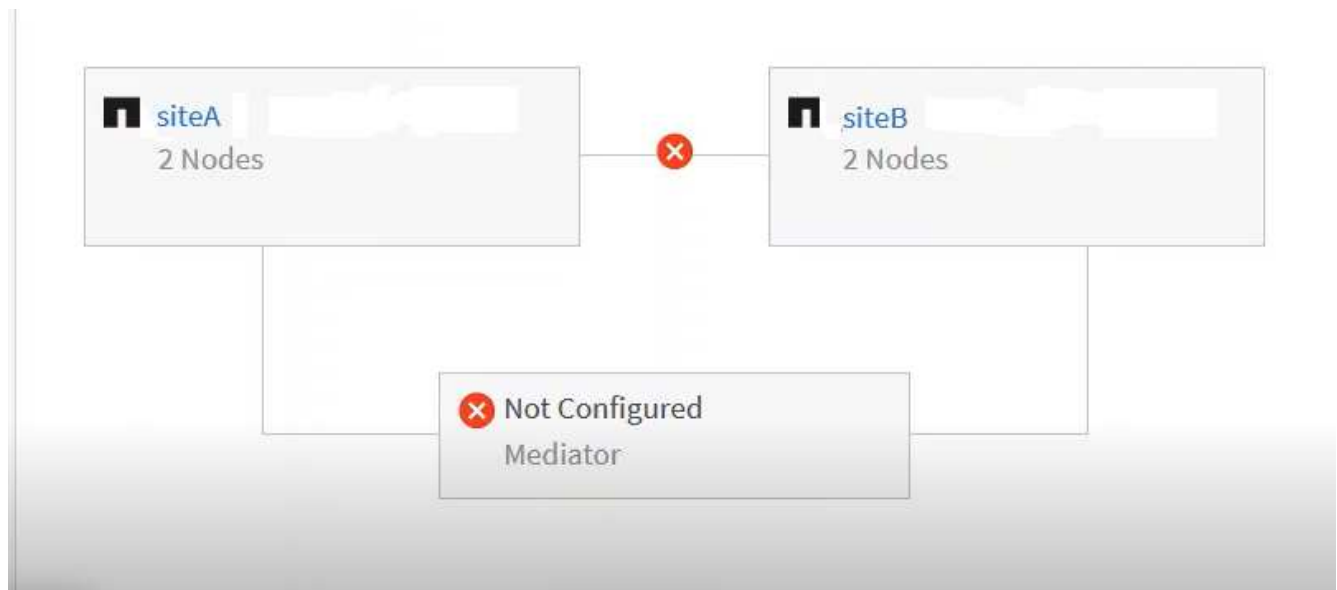 siteA
2 Nodes
siteB
2 Nodes
Not Configured
Mediator